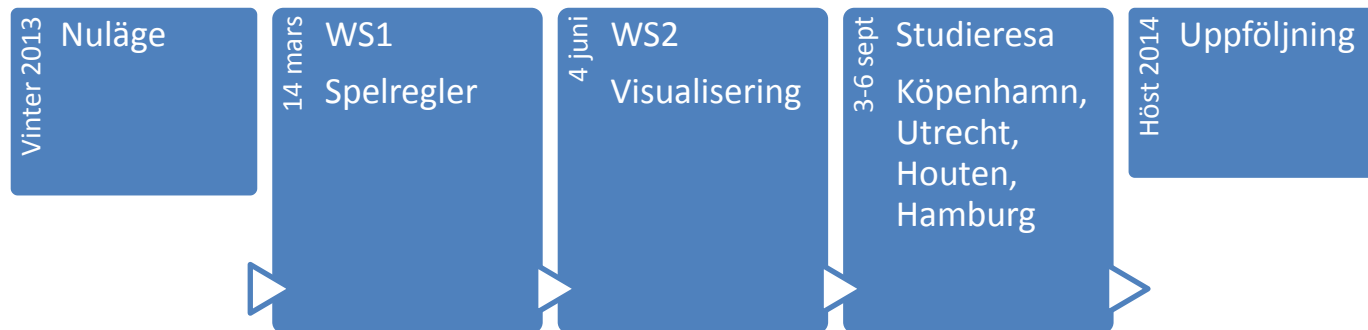 Vinter 2013
Nuläge
14 mars
WS1
Spelregler
4 juni
WS2
Visualisering
3-6 sept
Studieresa
Köpenhamn,
Utrecht,
Houten,
Hamburg
Höst 2014
Uppföljning